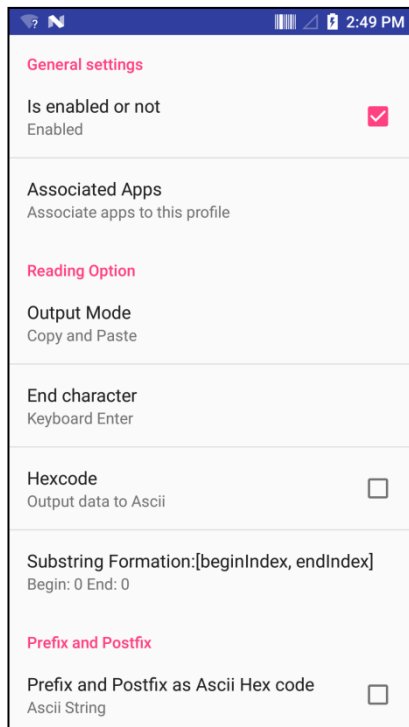 2:49 PM
General settings
Is enabled or not
Enabled
Associated Apps
Associate apps to this profile
Reading Option
Output Mode
Copy and Paste
End character
Keyboard Enter
Hexcode
Output data to Ascii
Substring Formation:[beginIndex, endIndex]
Begin: 0 End: 0
Prefix and Postfix
Prefix and Postfix as Ascii Hex code
Ascii String